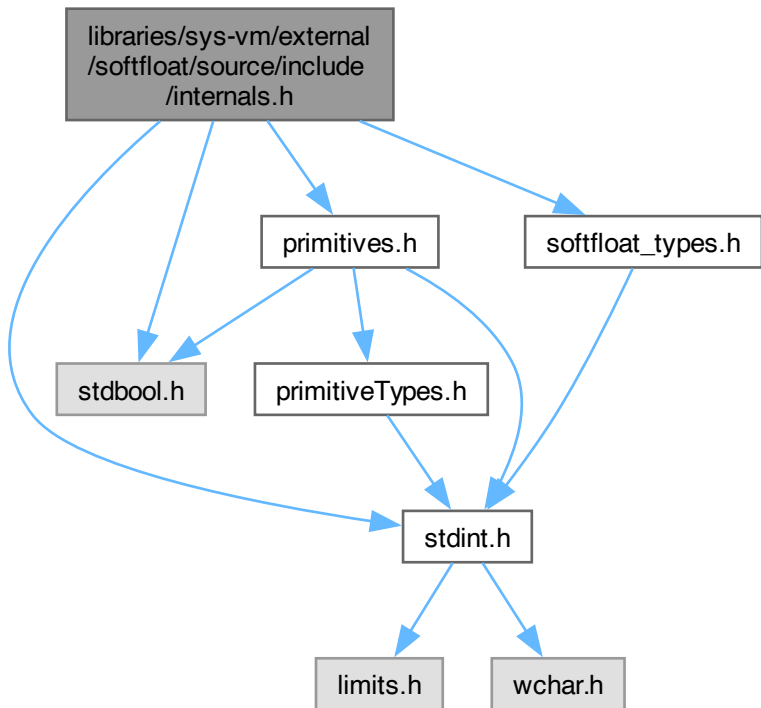 libraries/sys-vm/external
/softfloat/source/include
/internals.h
primitives.h
softfloat_types.h
stdbool.h
primitiveTypes.h
stdint.h
limits.h
wchar.h